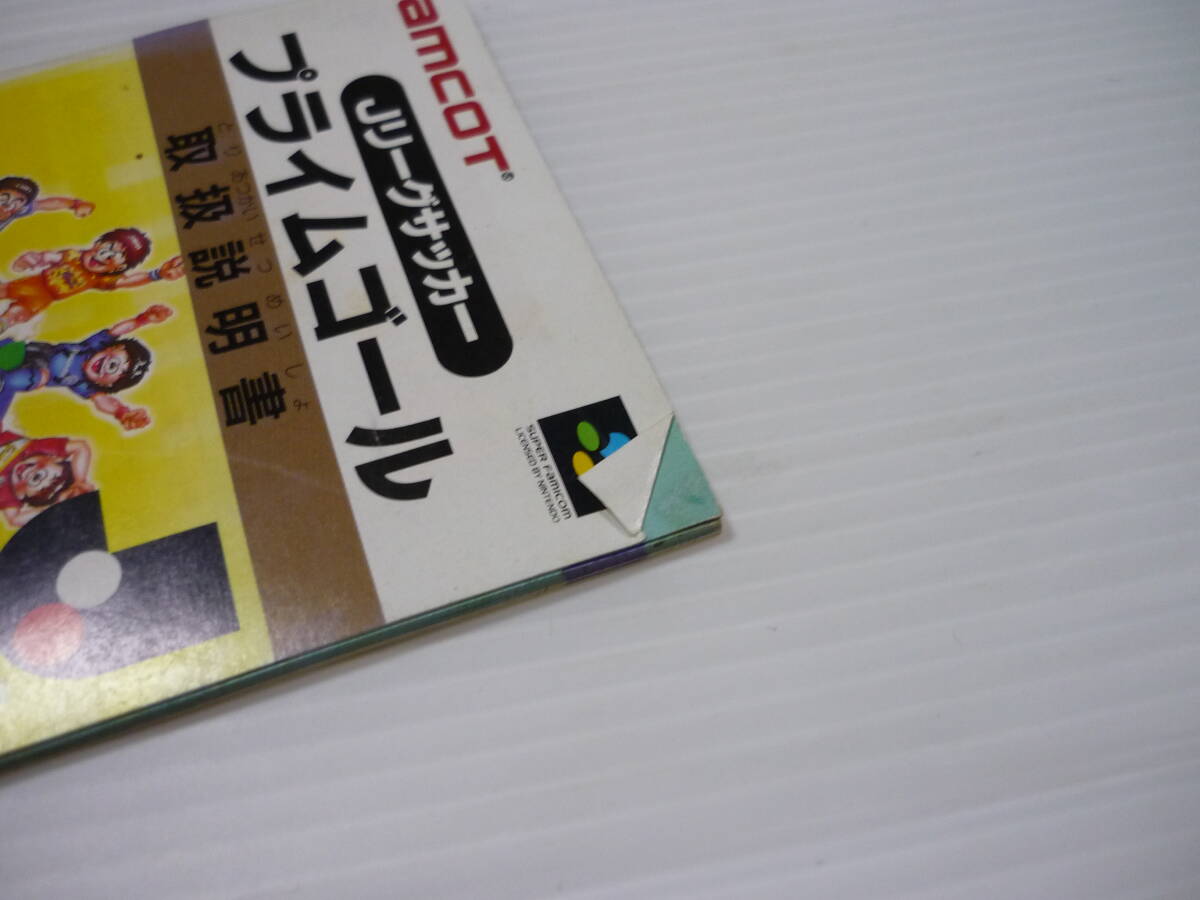 amcot®
Jリーグサッカー
プライムゴール
とりあつかいせつめいしょ
取扱説明書
SUPER Famicom
LICENSED BY NINTENDO